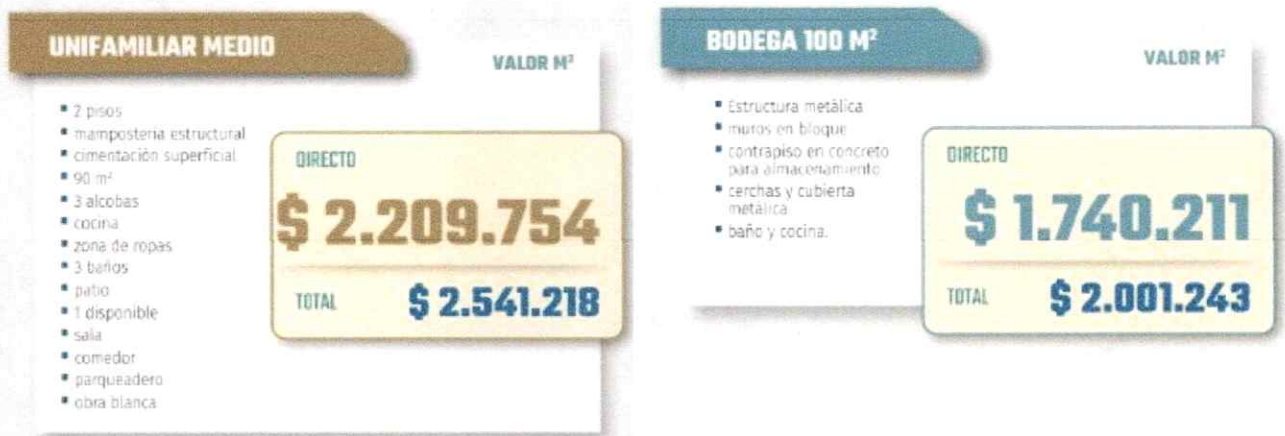 UNIFAMILIAR MEDIO
VALOR M²
▪ 2 pisos
▪ mampostería estructural
▪ cimentación superficial
▪ 90 m²
▪ 3 alcobas
▪ cocina
▪ zona de ropas
▪ 3 baños
▪ patio
▪ 1 disponible
▪ sala
▪ comedor
▪ parqueadero
▪ obra blanca
DIRECTO
$ 2.209.754
TOTAL $ 2.541.218
BODEGA 100 M²
VALOR M²
▪ Estructura metálica
▪ muros en bloque
▪ contrapiso en concreto
para almacenamiento
▪ cerchas y cubierta
metálica
▪ baño y cocina.
DIRECTO
$ 1.740.211
TOTAL $ 2.001.243